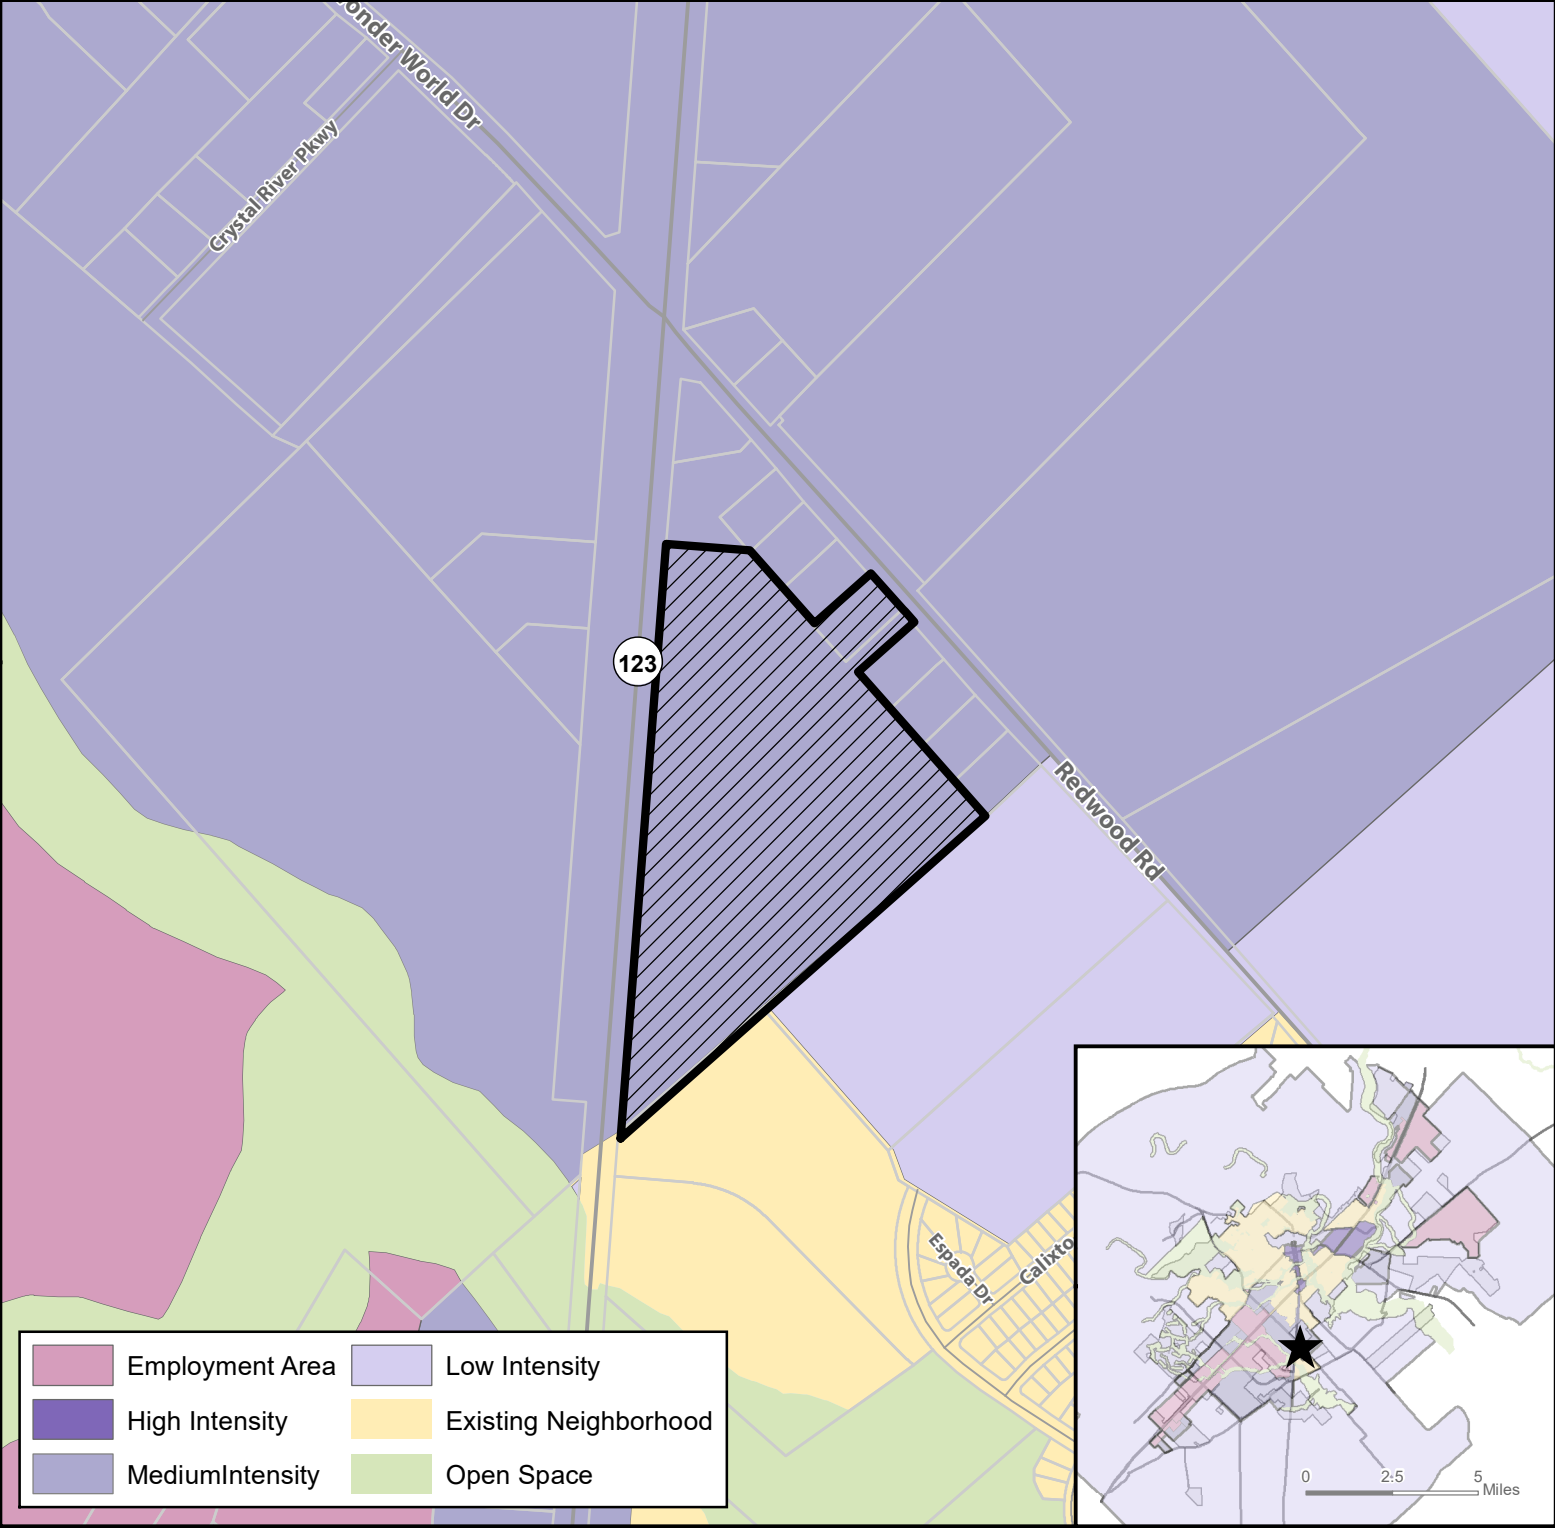 onder World Dr
Crystal River Pkwy
123
Redwood Rd
Espada Dr
Calixto
Employment Area
Low Intensity
High Intensity
Existing Neighborhood
MediumIntensity
Open Space
0 2.5 5
Miles